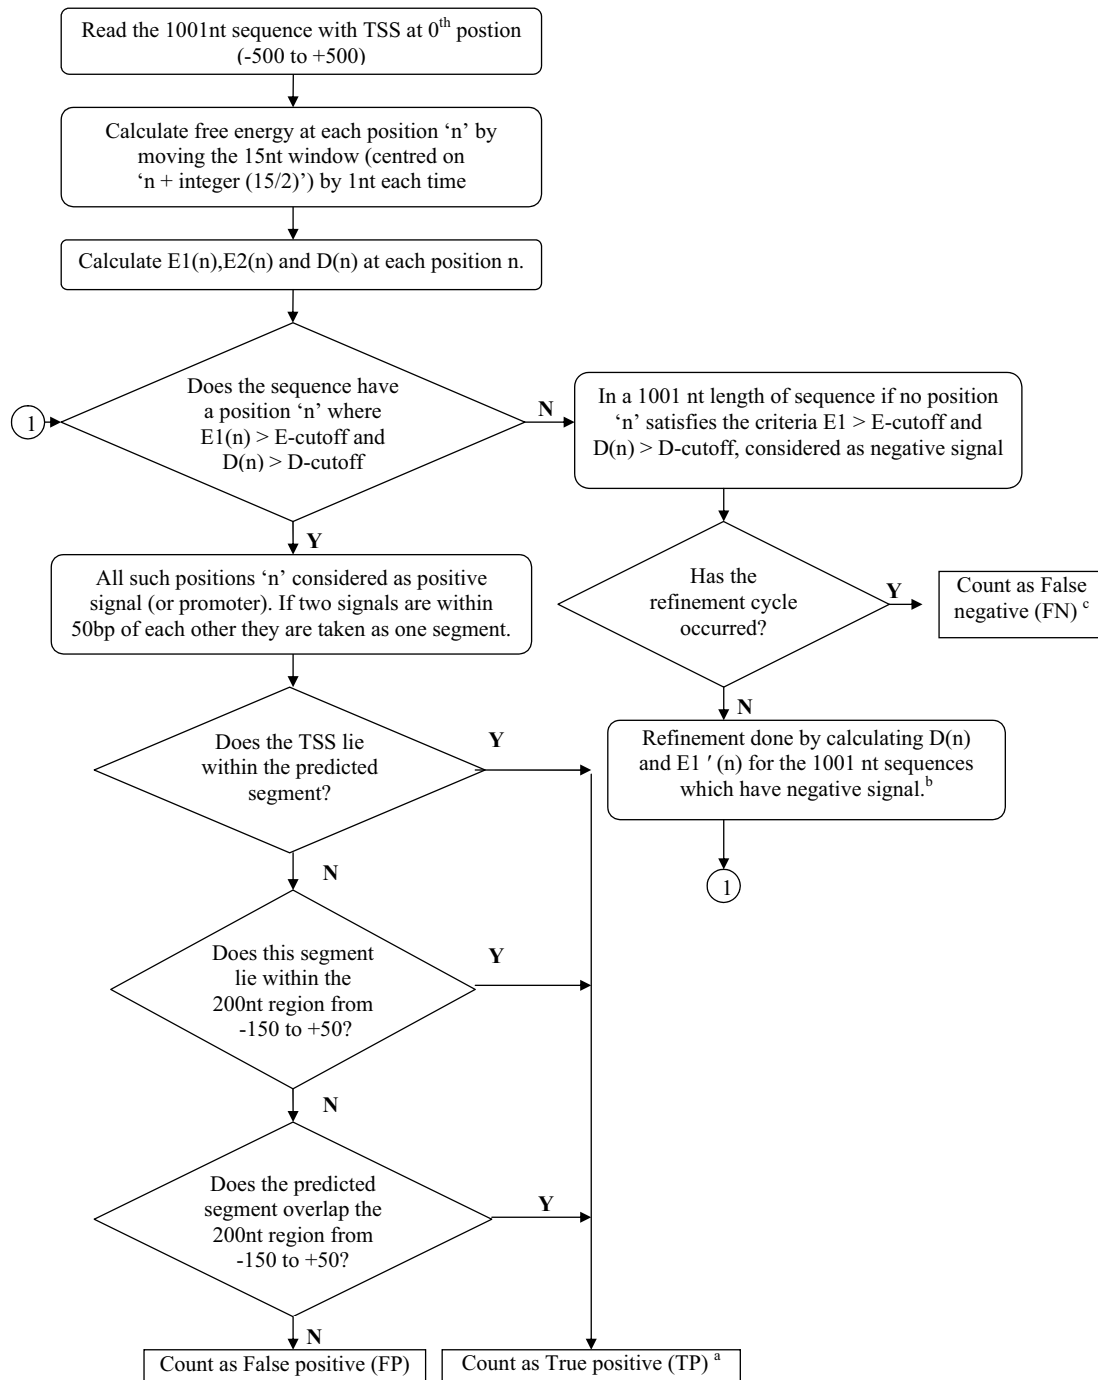 Read the 1001nt sequence with TSS at 0th postion
(-500 to +500)
Calculate free energy at each position ‘n’ by
moving the 15nt window (centred on
‘n + integer (15/2)’) by 1nt each time
Calculate E1(n),E2(n) and D(n) at each position n.
1
Does the sequence have
a position ‘n’ where
E1(n) > E-cutoff and
D(n) > D-cutoff
N
In a 1001 nt length of sequence if no position
‘n’ satisfies the criteria E1 > E-cutoff and
D(n) > D-cutoff, considered as negative signal
Y
All such positions ‘n’ considered as positive
signal (or promoter). If two signals are within
50bp of each other they are taken as one segment.
Has the
refinement cycle
occurred?
Y
Count as False
negative (FN) c
N
Refinement done by calculating D(n)
and E1 ′ (n) for the 1001 nt sequences
which have negative signal.b
1
Does the TSS lie
within the predicted
segment?
Y
N
Does this segment
lie within the
200nt region from
-150 to +50?
Y
N
Does the predicted
segment overlap the
200nt region from
-150 to +50?
Y
N
Count as False positive (FP)
Count as True positive (TP) a